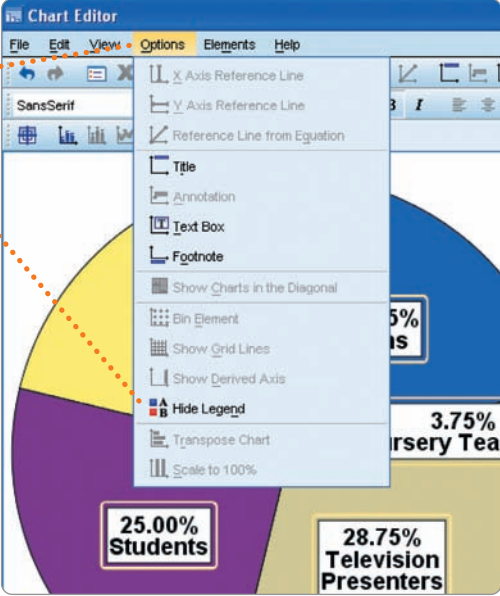 Chart Editor
File Edit View Options Elements Help
X Axis Reference Line
SansSerif
Y Axis Reference Line
I
Reference Line from Equation
Title
Annotation
Text Box
Footnote
Show Charts in the Diagonal
Bin Element
5%
Show Grid Lines
Show Derived Axis
Hide Legend
3.75%
Transpose Chart
Scale to 100%
25.00%
Students
28.75%
Television
Presenters